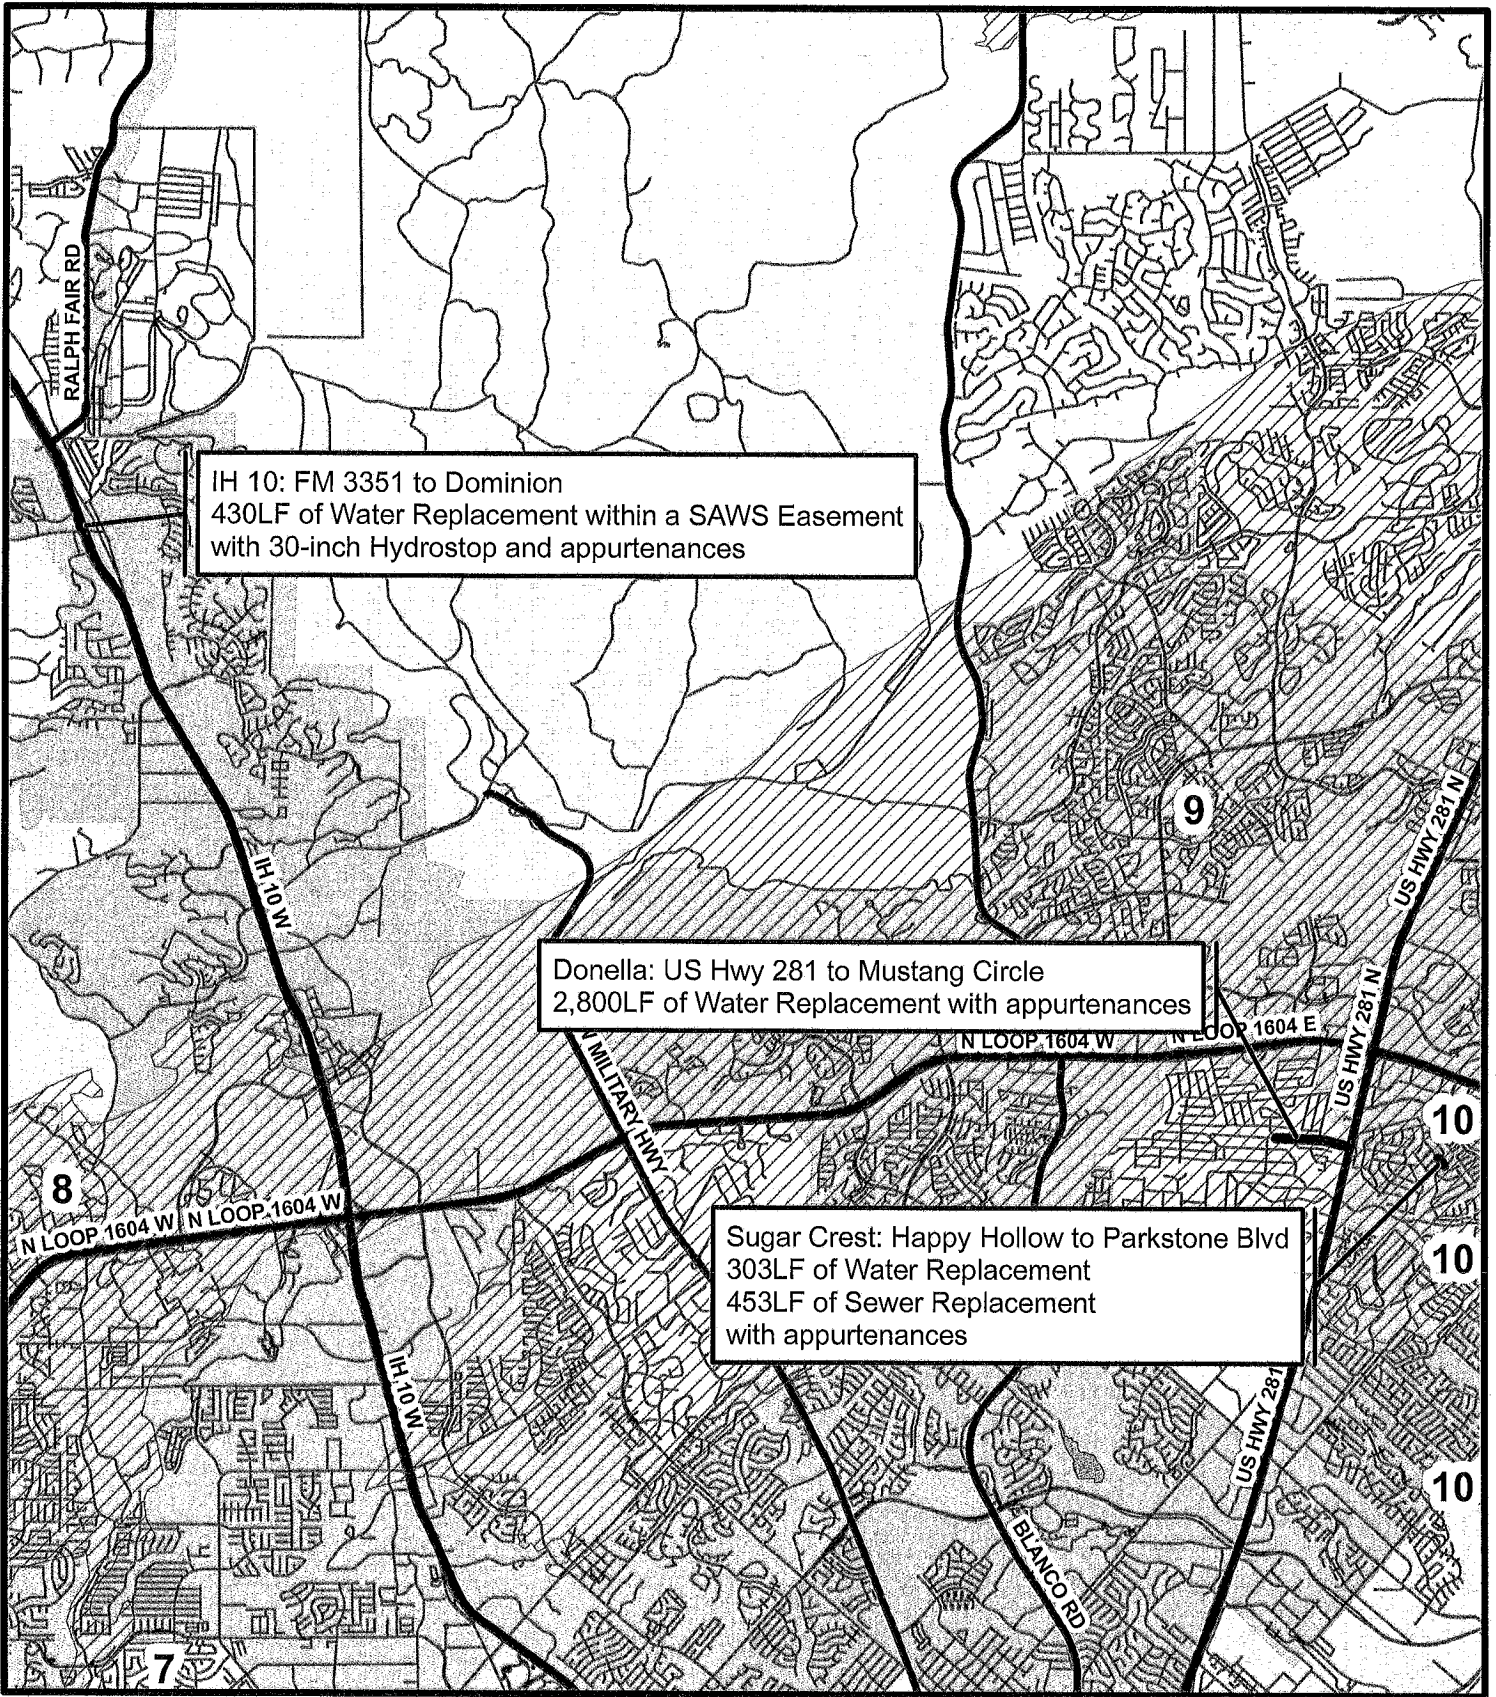 RALPH FAIR RD
IH 10: FM 3351 to Dominion
430LF of Water Replacement within a SAWS Easement
with 30-inch Hydrostop and appurtenances
9
US HWY 281 N
IH 10 W
Donella: US Hwy 281 to Mustang Circle
2,800LF of Water Replacement with appurtenances
US HWY 281 N
N LOOP 1604 W
N LOOP 1604 E
N MILITARY HWY
10
8
N LOOP 1604 W
N LOOP 1604 W
Sugar Crest: Happy Hollow to Parkstone Blvd
303LF of Water Replacement
453LF of Sewer Replacement
with appurtenances
10
IH 10 W
US HWY 281
10
BLANCO RD
7